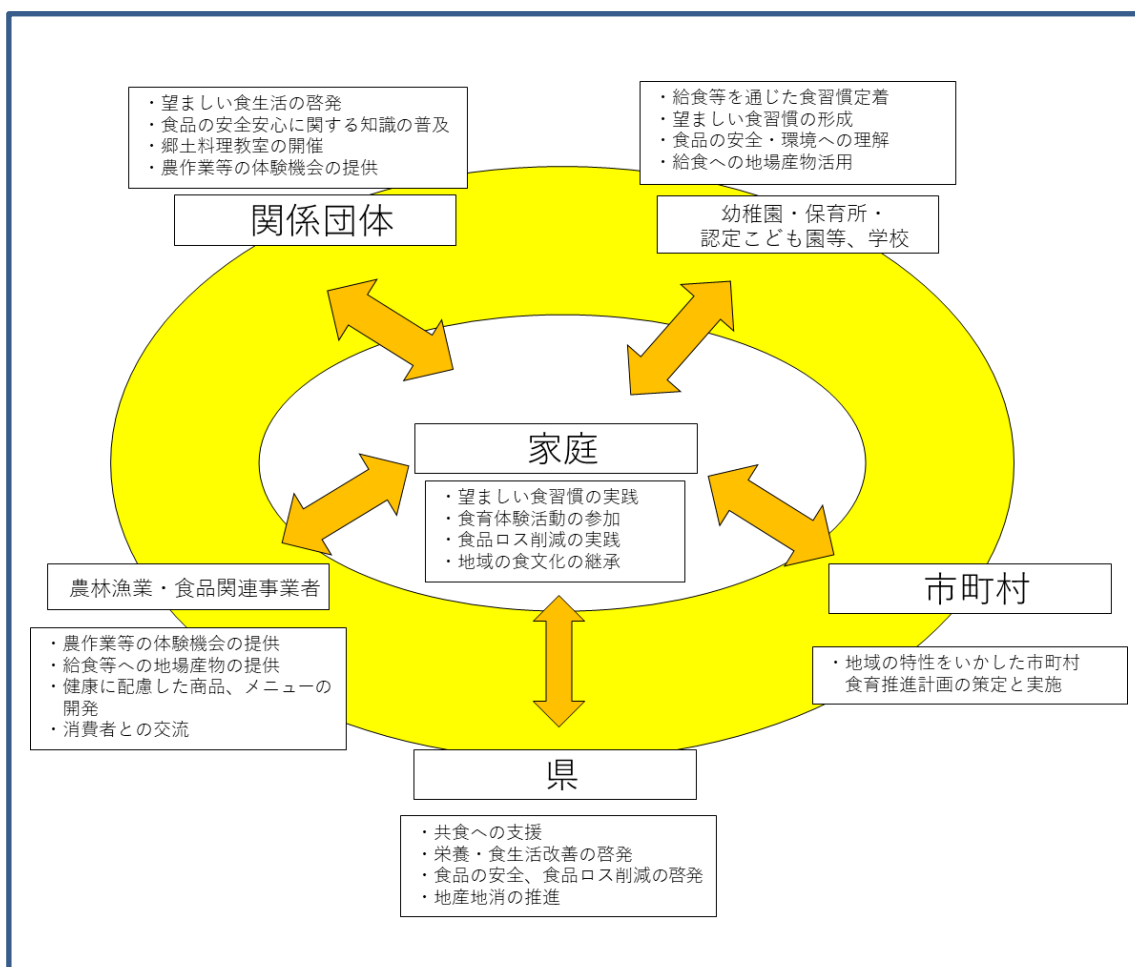 ・望ましい食生活の啓発
・食品の安全安心に関する知識の普及
・郷土料理教室の開催
・農作業等の体験機会の提供
関係団体
・給食等を通じた食習慣定着
・望ましい食習慣の形成
・食品の安全・環境への理解
・給食への地場産物活用
幼稚園・保育所・
認定こども園等、学校
家庭
・望ましい食習慣の実践
・食育体験活動の参加
・食品ロス削減の実践
・地域の食文化の継承
農林漁業・食品関連事業者
・農作業等の体験機会の提供
・給食等への地場産物の提供
・健康に配慮した商品、メニューの
開発
・消費者との交流
市町村
・地域の特性をいかした市町村
食育推進計画の策定と実施
県
・共食への支援
・栄養・食生活改善の啓発
・食品の安全、食品ロス削減の啓発
・地産地消の推進